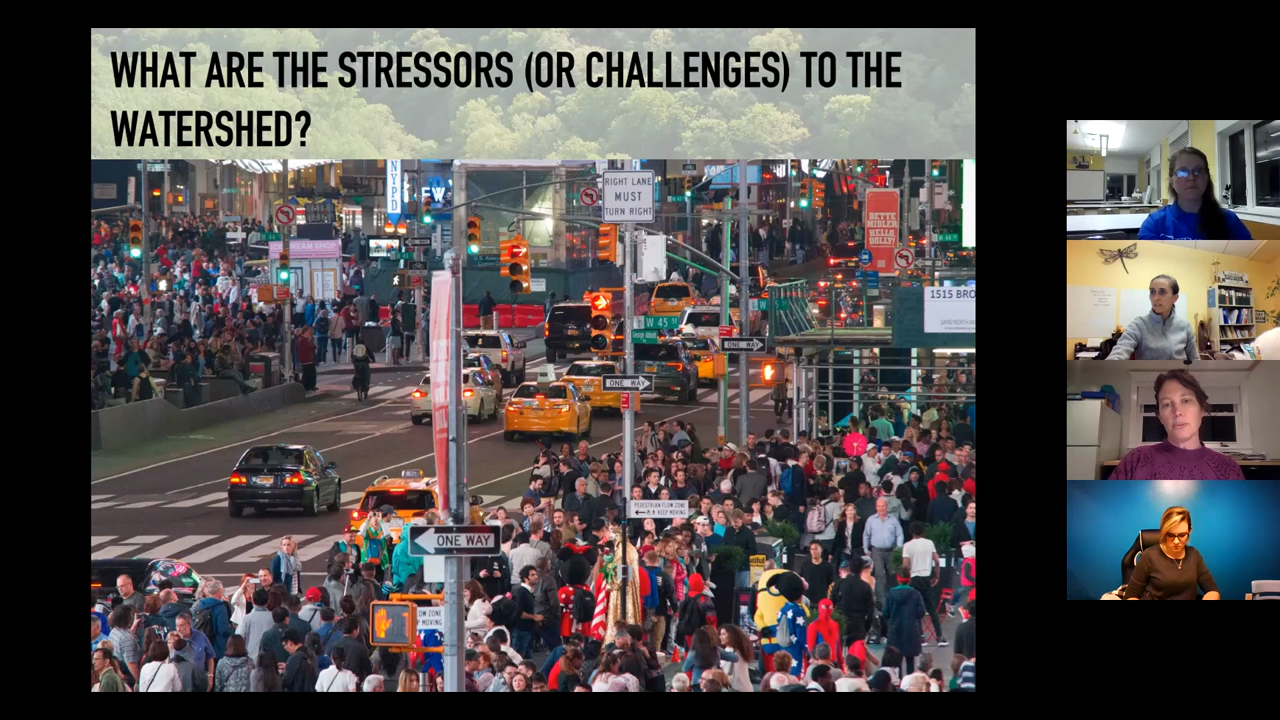 WHAT ARE THE STRESSORS (OR CHALLENGES) TO THE
WATERSHED?
NYPD
RIGHT LANE
MUST
TURN RIGHT
BETTE
MIDLER
HELLO,
DOLLY!
1515 BRO
W 45
ONE WAY
ONE WAY
PEDESTRIAN FLOW ZONE
KEEP MOVING
ONE WAY